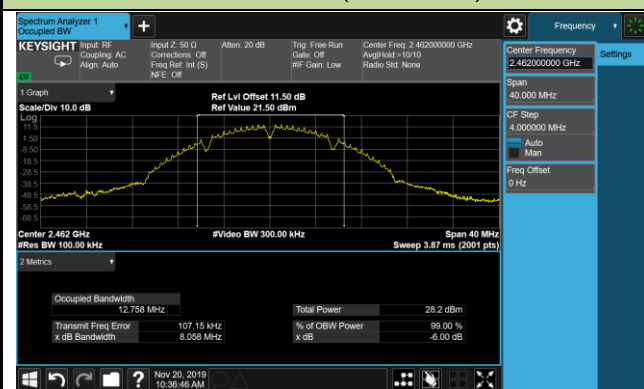 Spectrum Analyzer 1
Occupied BW
Frequency
KEYSIGHT
Input: RF
Coupling: AC
Align: Auto
Input Z: 50 Ω
Corrections: Off
Freq Ref: Int (S)
NFE: Off
Atten: 20 dB
Trig: Free Run
Gate: Off
#IF Gain: Low
Center Freq: 2.462000000 GHz
Avg|Hold:>10/10
Radio Std: None
Center Frequency
2.462000000 GHz
Settings
Span
40.000 MHz
CF Step
4.000000 MHz
Auto
Man
Freq Offset
0 Hz
1 Graph
Scale/Div 10.0 dB
Ref Lvl Offset 11.50 dB
Ref Value 21.50 dBm
Log
11.5
1.50
-8.50
-18.5
-28.5
-38.5
-48.5
-58.5
-68.5
Center 2.462 GHz
#Video BW 300.00 kHz
Span 40 MHz
#Res BW 100.00 kHz
Sweep 3.87 ms (2001 pts)
2 Metrics
Occupied Bandwidth
12.758 MHz
Total Power 28.2 dBm
Transmit Freq Error 107.15 kHz
% of OBW Power 99.00 %
x dB Bandwidth 8.058 MHz
x dB -6.00 dB
?
Nov 20, 2019
10:36:46 AM